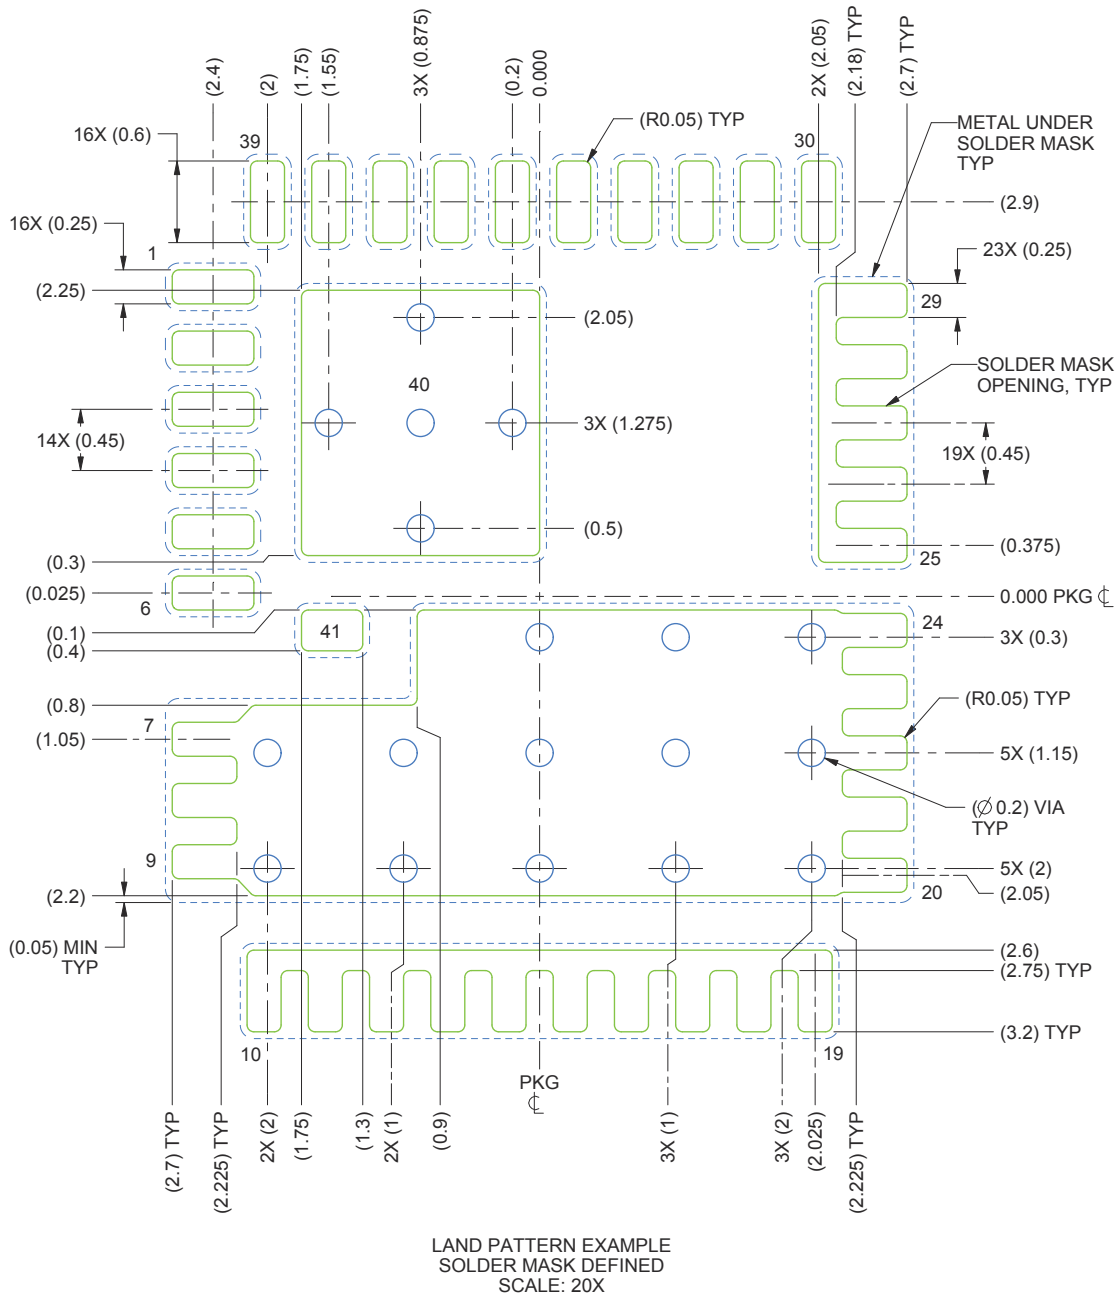 (2.4)
(2)
(1.75)
(1.55)
3X (0.875)
(0.2)
0.000
2X (2.05)
(2.18) TYP
(2.7) TYP
16X (0.6)
39
(R0.05) TYP
30
METAL UNDER
SOLDER MASK
TYP
(2.9)
16X (0.25)
1
23X (0.25)
(2.25)
29
(2.05)
SOLDER MASK
OPENING, TYP
40
3X (1.275)
14X (0.45)
19X (0.45)
(0.5)
(0.375)
(0.3)
25
(0.025)
6
0.000 PKG ℄
(0.1)
41
24
(0.4)
3X (0.3)
(R0.05) TYP
(0.8)
7
(1.05)
5X (1.15)
(∅ 0.2) VIA
TYP
9
5X (2)
(2.2)
20
(2.05)
(0.05) MIN
TYP
(2.6)
(2.75) TYP
(3.2) TYP
10
19
PKG
℄
(2.7) TYP
(2.225) TYP
2X (2)
(1.75)
(1.3)
2X (1)
(0.9)
3X (1)
3X (2)
(2.025)
(2.225) TYP
LAND PATTERN EXAMPLE
SOLDER MASK DEFINED
SCALE: 20X